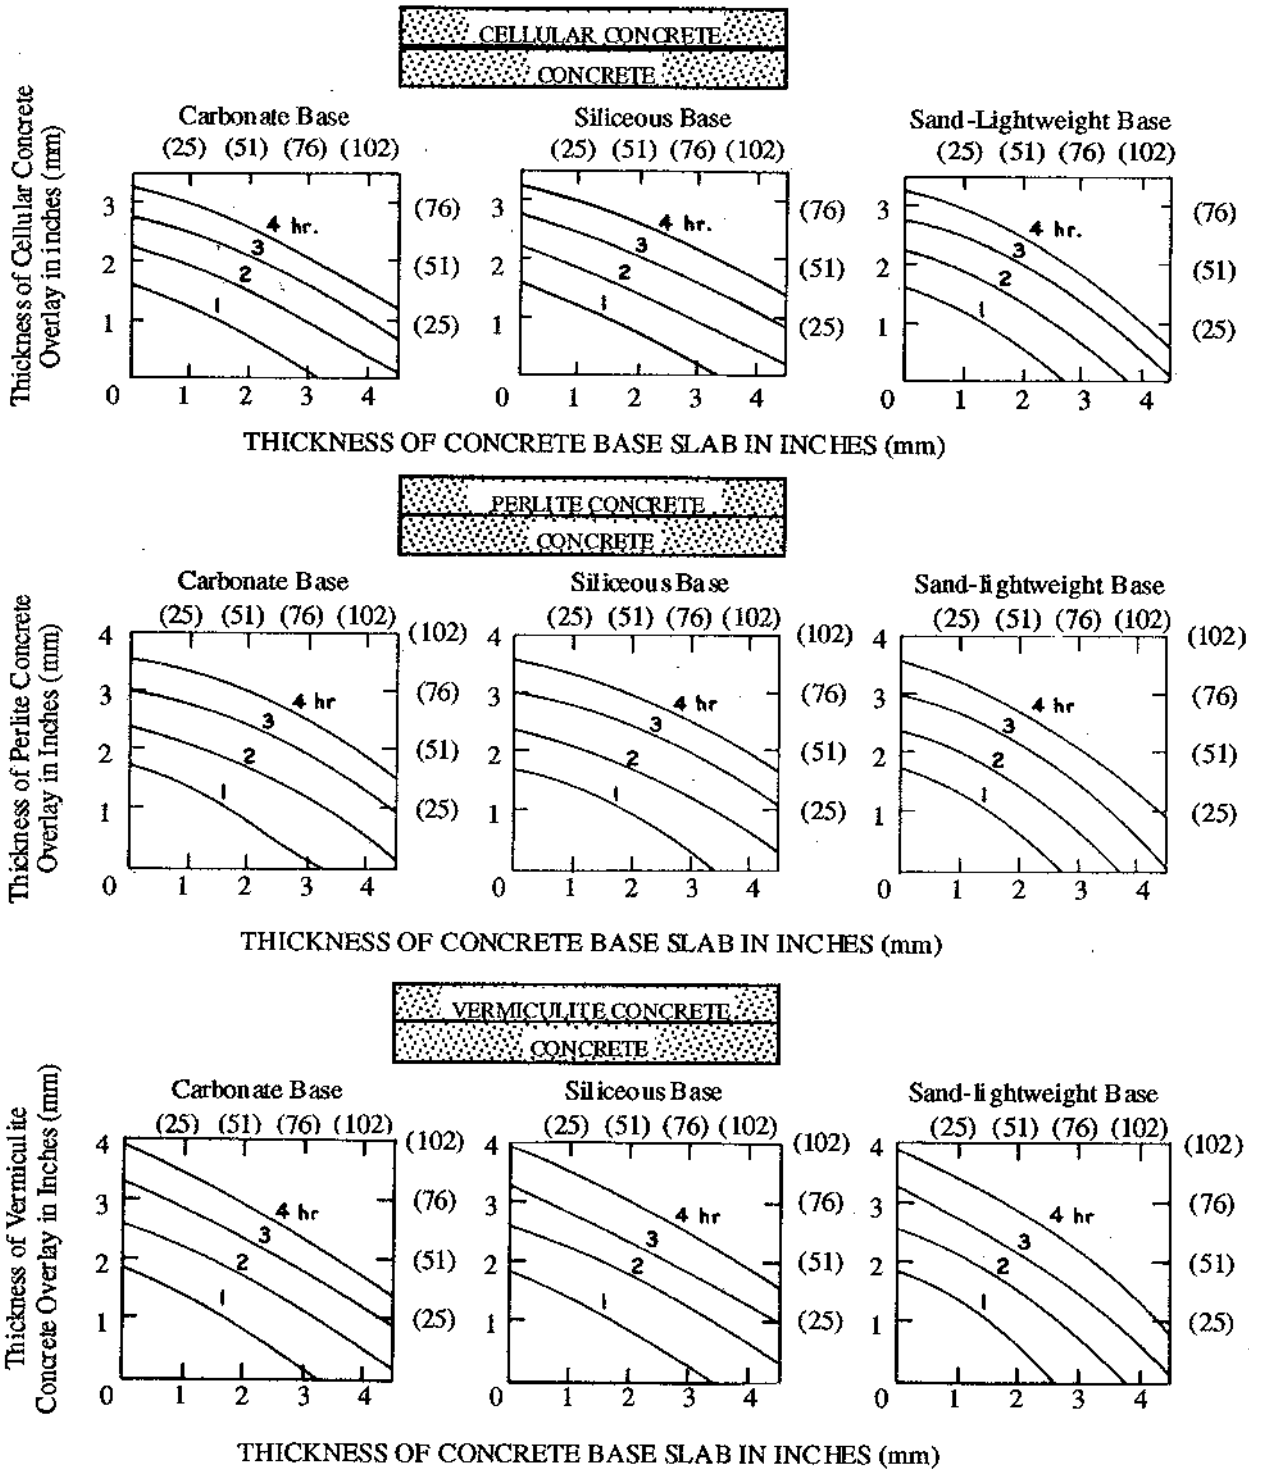 CELLULAR CONCRETE
CONCRETE
Thickness of Cellular Concrete
Overlay in inches (mm)
Carbonate Base
(25) (51) (76) (102)
3
2
1
4 hr.
3
2
1
(76)
(51)
(25)
0 1 2 3 4
Siliceous Base
(25) (51) (76) (102)
3
2
1
4 hr.
3
2
1
(76)
(51)
(25)
0 1 2 3 4
Sand-Lightweight Base
(25) (51) (76) (102)
3
2
1
4 hr.
3
2
1
(76)
(51)
(25)
0 1 2 3 4
THICKNESS OF CONCRETE BASE SLAB IN INCHES (mm)
PERLITE CONCRETE
CONCRETE
Thickness of Perlite Concrete
Overlay in Inches (mm)
Carbonate Base
(25) (51) (76) (102)
4
3
2
1
4 hr
3
2
1
(102)
(76)
(51)
(25)
0 1 2 3 4
Siliceous Base
(25) (51) (76) (102)
4
3
2
1
4 hr
3
2
1
(102)
(76)
(51)
(25)
0 1 2 3 4
Sand-lightweight Base
(25) (51) (76) (102)
4
3
2
1
4 hr
3
2
1
(102)
(76)
(51)
(25)
0 1 2 3 4
THICKNESS OF CONCRETE BASE SLAB IN INCHES (mm)
VERMICULITE CONCRETE
CONCRETE
Thickness of Vermiculite
Concrete Overlay in Inches (mm)
Carbonate Base
(25) (51) (76) (102)
4
3
2
1
4 hr
3
2
1
(102)
(76)
(51)
(25)
0 1 2 3 4
Siliceous Base
(25) (51) (76) (102)
4
3
2
1
4 hr
3
2
1
(102)
(76)
(51)
(25)
0 1 2 3 4
Sand-lightweight Base
(25) (51) (76) (102)
4
3
2
1
4 hr
3
2
1
(102)
(76)
(51)
(25)
0 1 2 3 4
THICKNESS OF CONCRETE BASE SLAB IN INCHES (mm)